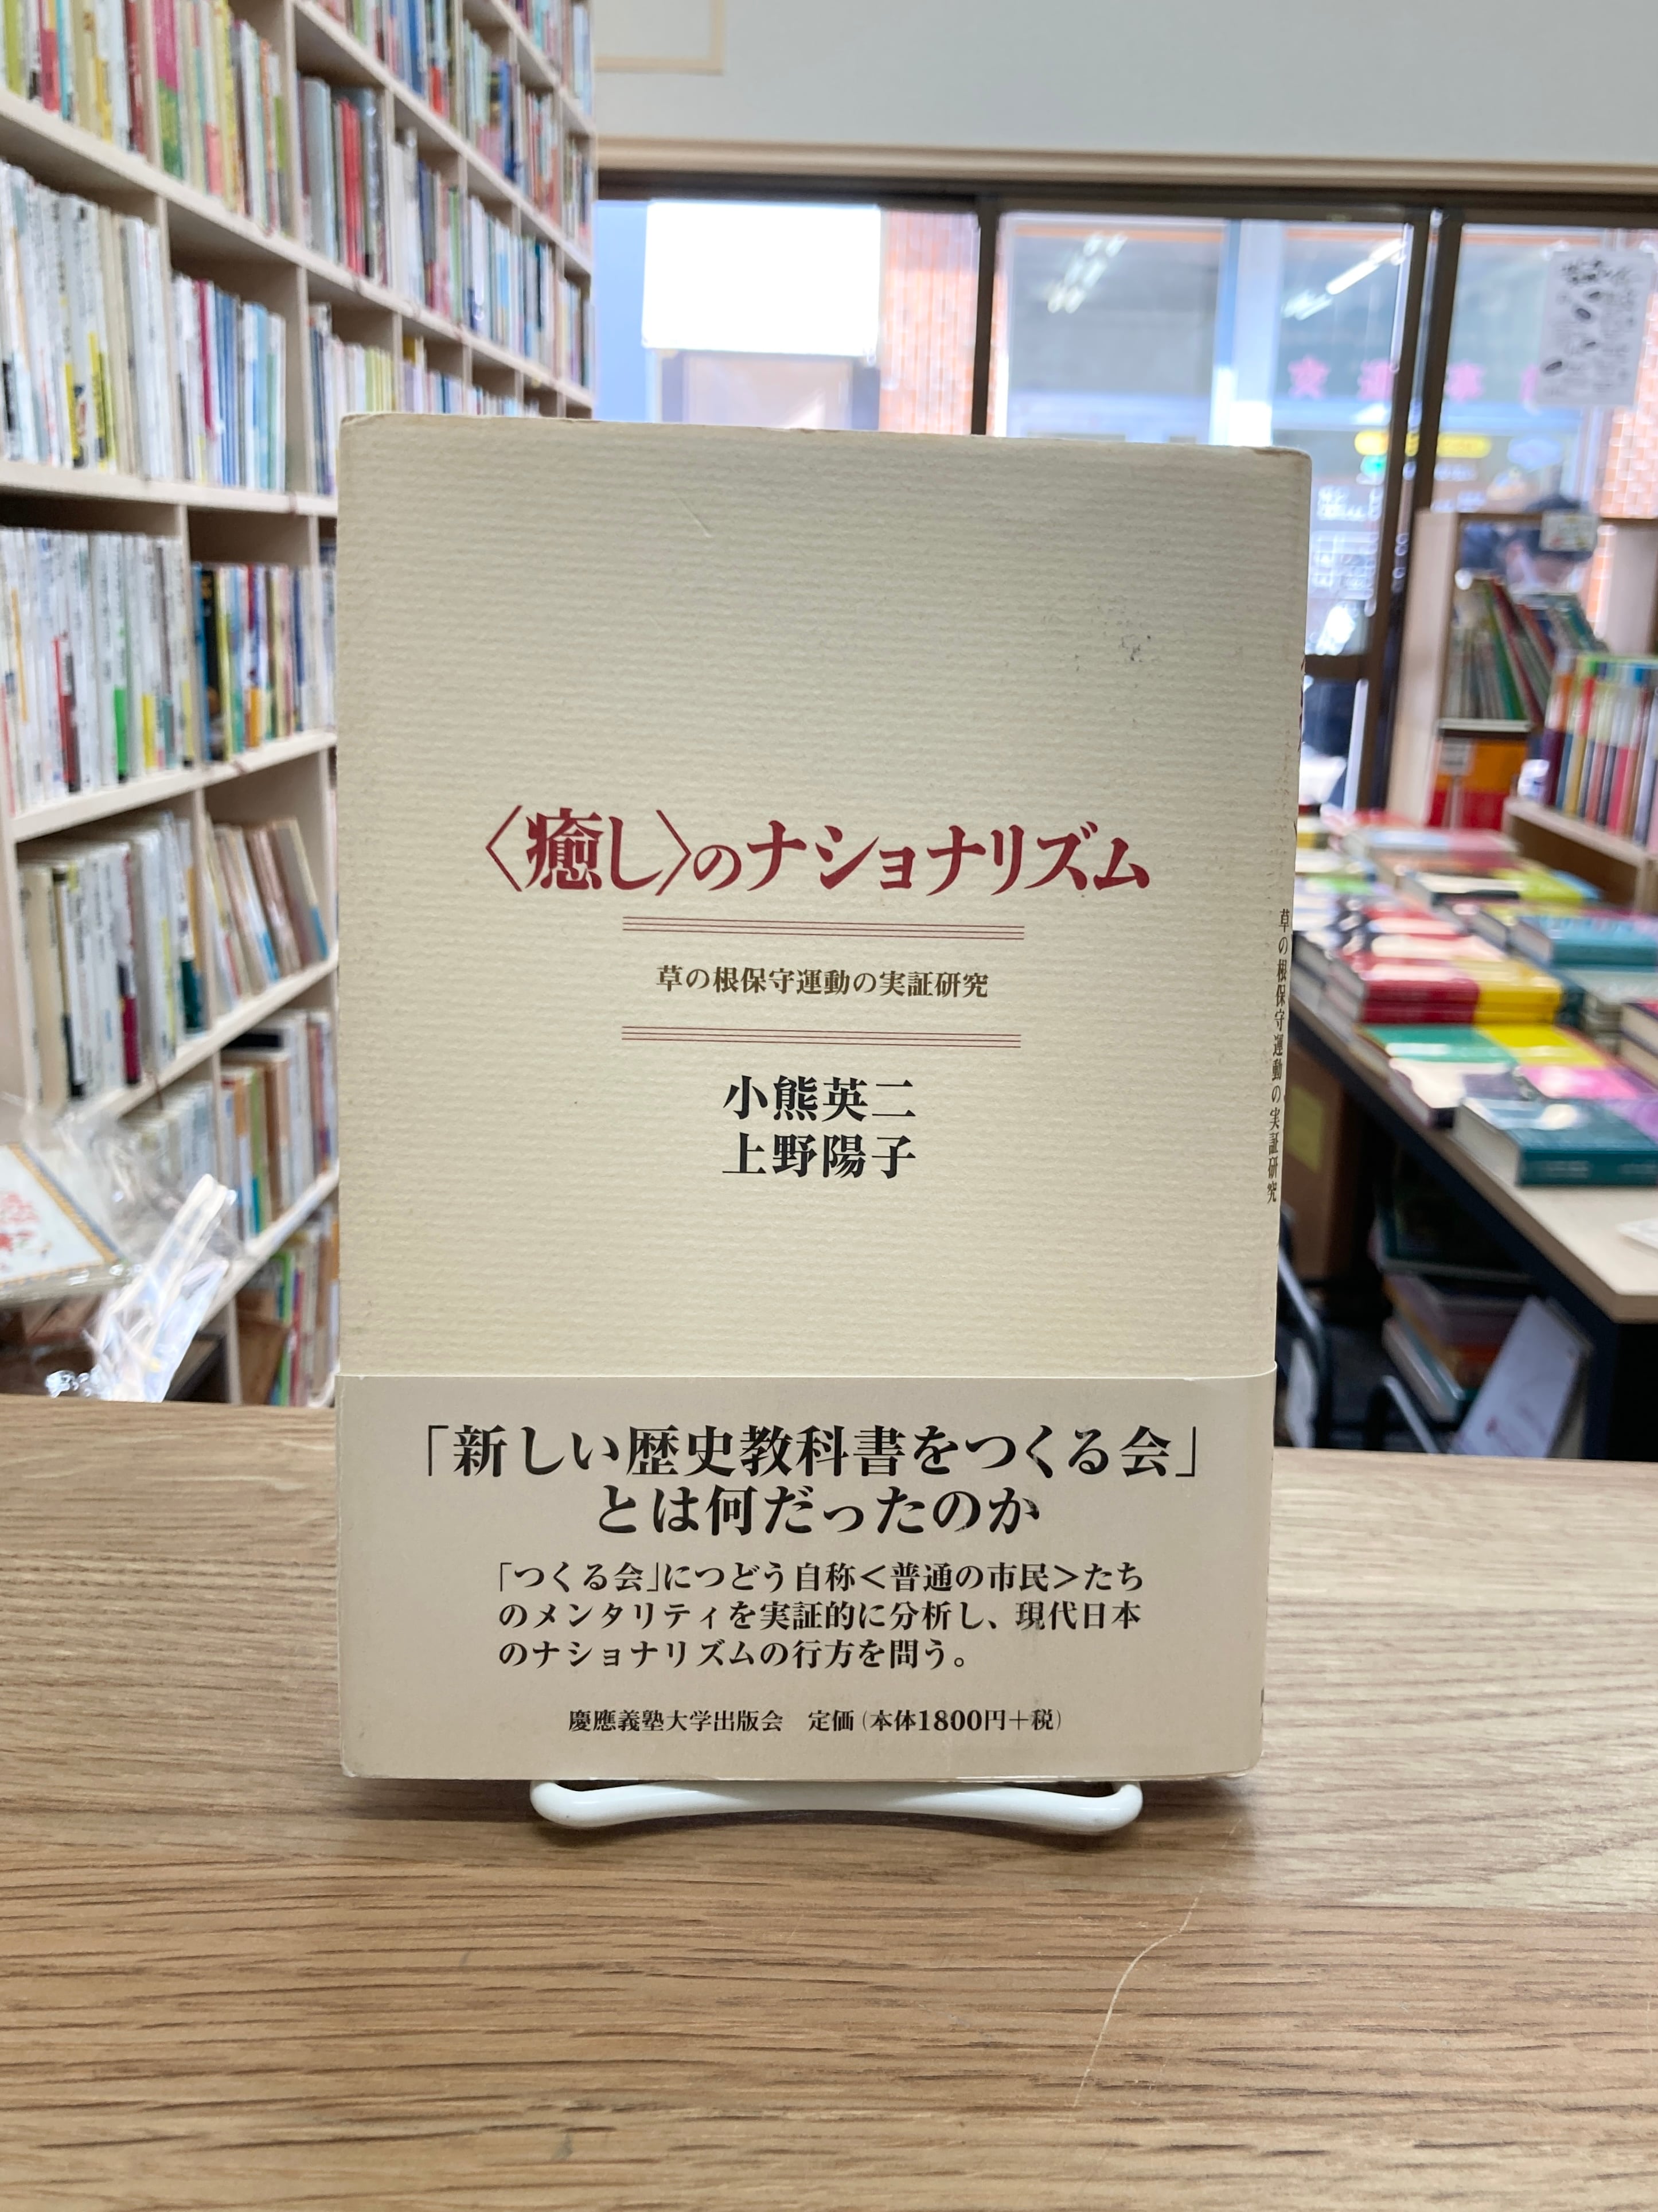 〈癒し〉のナショナリズム
草の根保守運動の実証研究
小熊英二
上野陽子
「新しい歴史教科書をつくる会」
とは何だったのか
「つくる会」につどう自称<普通の市民>たち
のメンタリティを実証的に分析し、現代日本
のナショナリズムの行方を問う。
慶應義塾大学出版会 定価(本体1800円+税)
草の根保守運動の実証研究